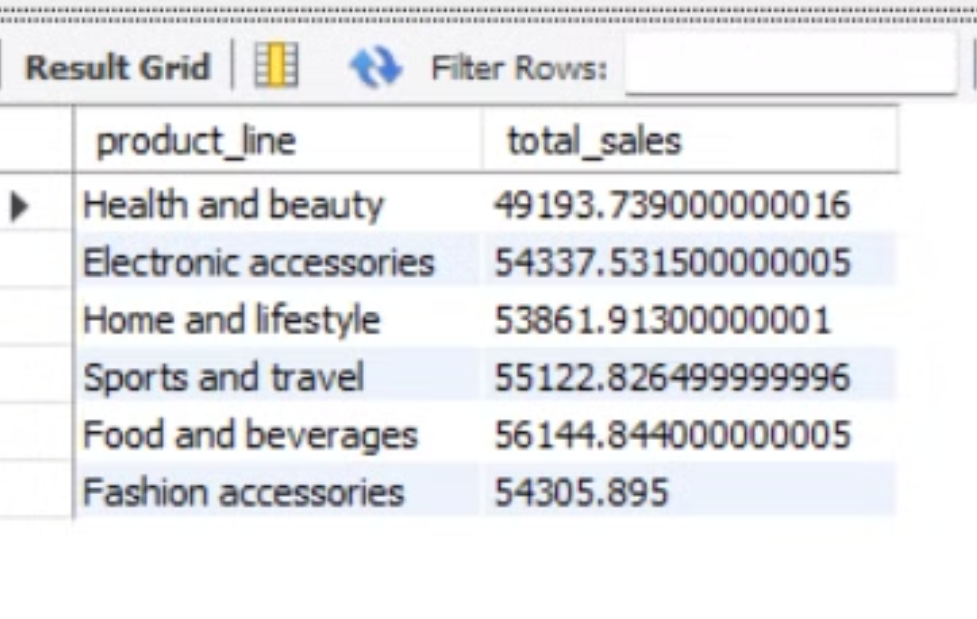 Result Grid Filter Rows:
product_line total_sales
Health and beauty 49193.739000000016
Electronic accessories 54337.531500000005
Home and lifestyle 53861.91300000001
Sports and travel 55122.826499999996
Food and beverages 56144.844000000005
Fashion accessories 54305.895